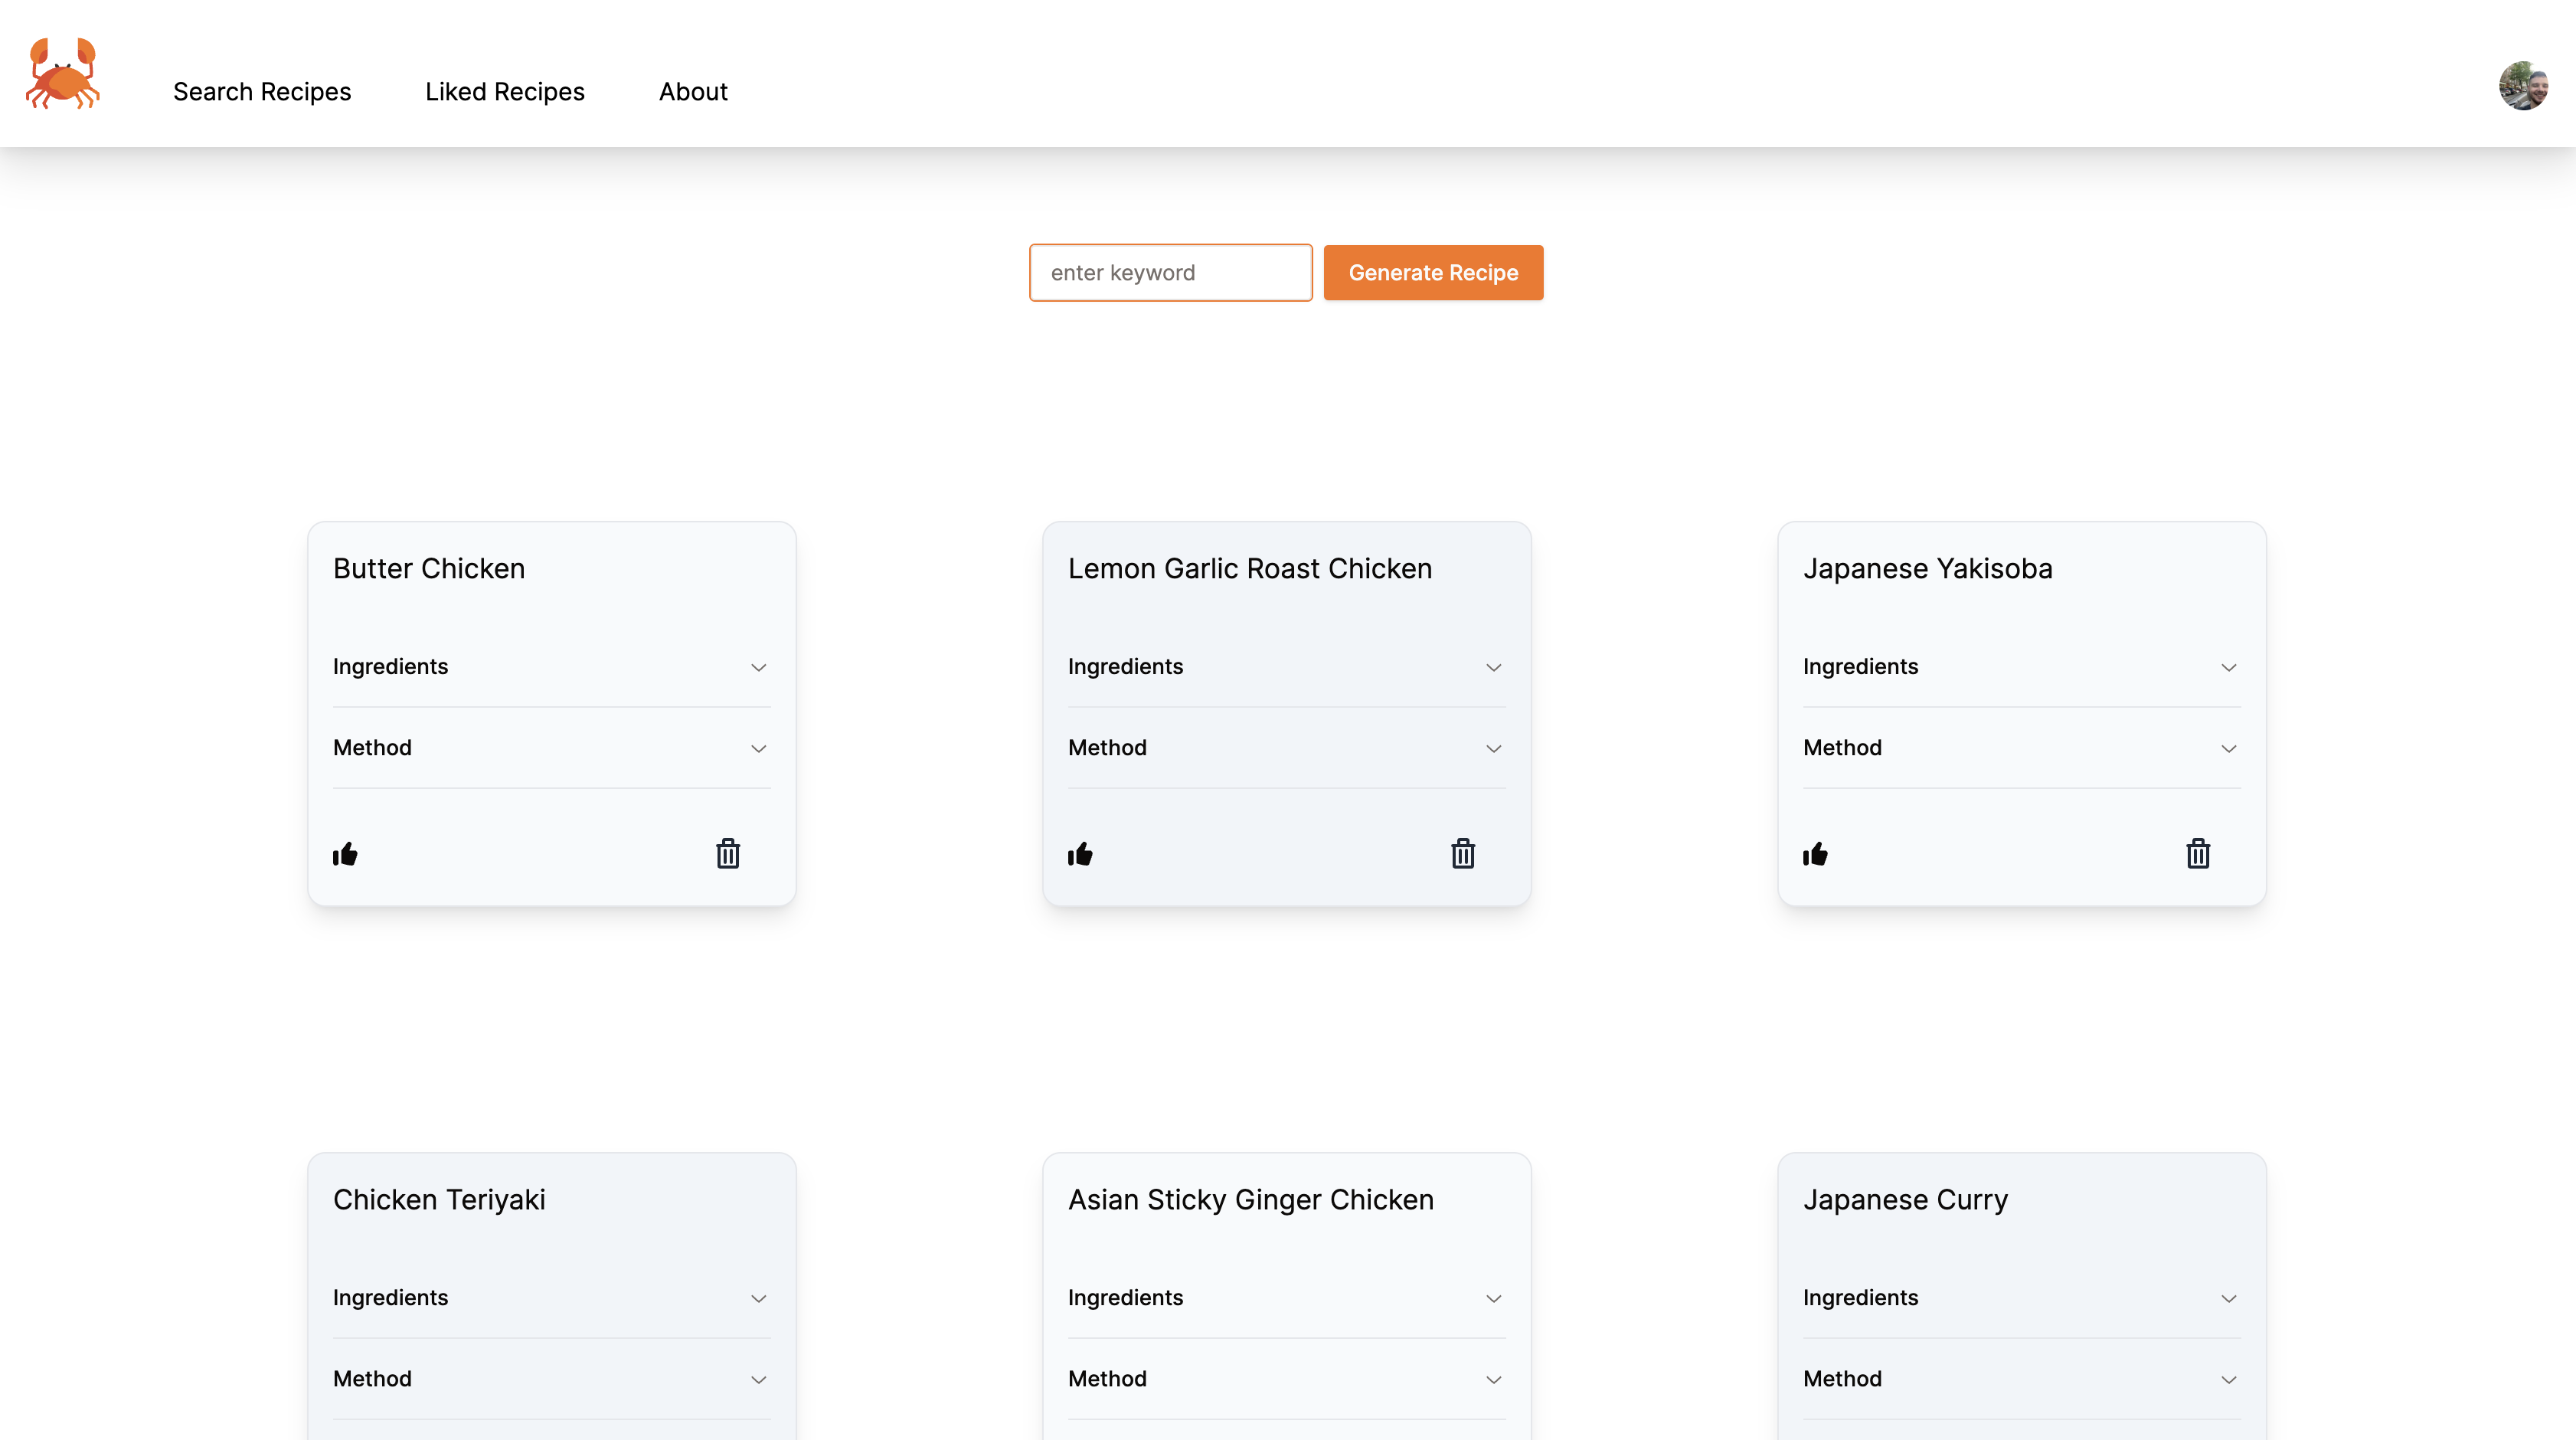 Search Recipes
Liked Recipes
About
enter keyword
Generate Recipe
Butter Chicken
Ingredients
Method
Lemon Garlic Roast Chicken
Ingredients
Method
Japanese Yakisoba
Ingredients
Method
Chicken Teriyaki
Ingredients
Method
Asian Sticky Ginger Chicken
Ingredients
Method
Japanese Curry
Ingredients
Method